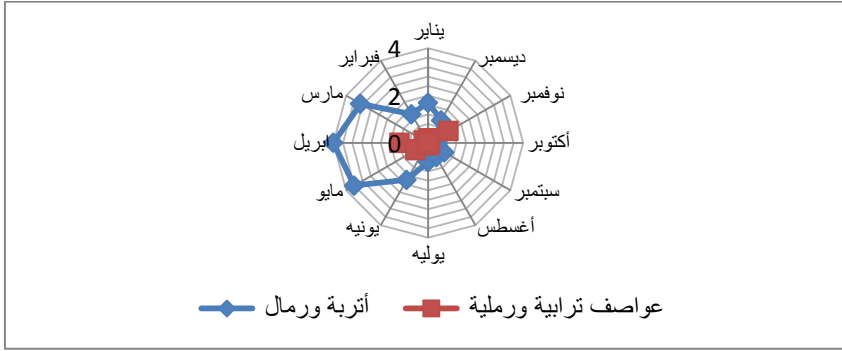 يناير
4
ديسمبر
فبراير
نوفمبر
مارس
2
أكتوبر
0
ابريل
سبتمبر
مايو
أغسطس
يونيه
يوليه
أتربة ورمال
عواصف ترابية ورملية